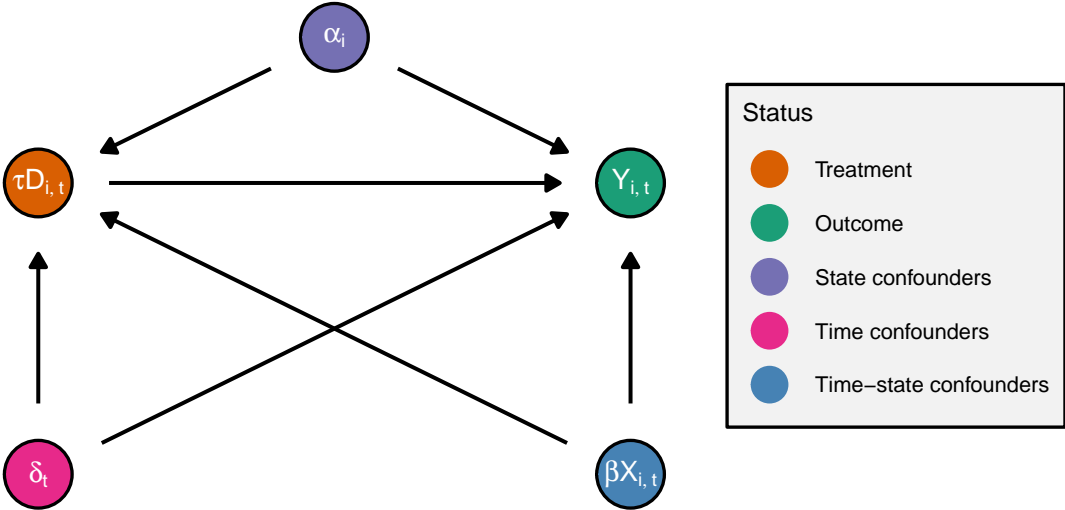 αi
τDi, t
Yi, t
δt
βXi, t
Status
Treatment
Outcome
State confounders
Time confounders
Time−state confounders